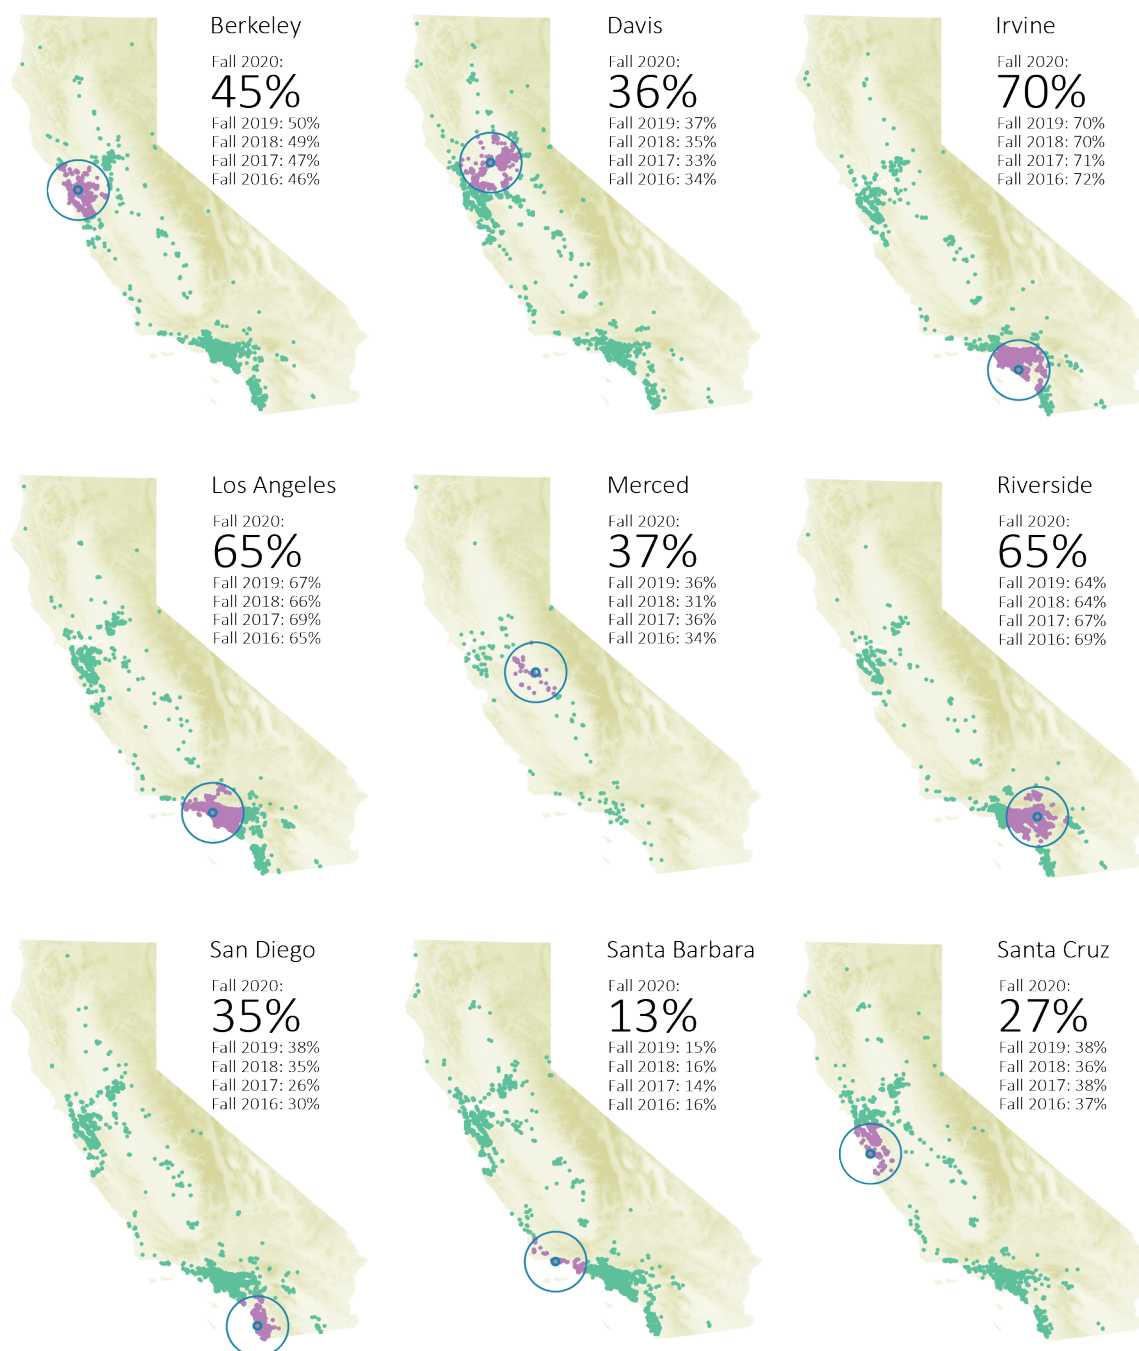 Berkeley
Fall 2020:
45%
Fall 2019: 50%
Fall 2018: 49%
Fall 2017: 47%
Fall 2016: 46%
Davis
Fall 2020:
36%
Fall 2019: 37%
Fall 2018: 35%
Fall 2017: 33%
Fall 2016: 34%
Irvine
Fall 2020:
70%
Fall 2019: 70%
Fall 2018: 70%
Fall 2017: 71%
Fall 2016: 72%
Los Angeles
Fall 2020:
65%
Fall 2019: 67%
Fall 2018: 66%
Fall 2017: 69%
Fall 2016: 65%
Merced
Fall 2020:
37%
Fall 2019: 36%
Fall 2018: 31%
Fall 2017: 36%
Fall 2016: 34%
Riverside
Fall 2020:
65%
Fall 2019: 64%
Fall 2018: 64%
Fall 2017: 67%
Fall 2016: 69%
San Diego
Fall 2020:
35%
Fall 2019: 38%
Fall 2018: 35%
Fall 2017: 26%
Fall 2016: 30%
Santa Barbara
Fall 2020:
13%
Fall 2019: 15%
Fall 2018: 16%
Fall 2017: 14%
Fall 2016: 16%
Santa Cruz
Fall 2020:
27%
Fall 2019: 38%
Fall 2018: 36%
Fall 2017: 38%
Fall 2016: 37%